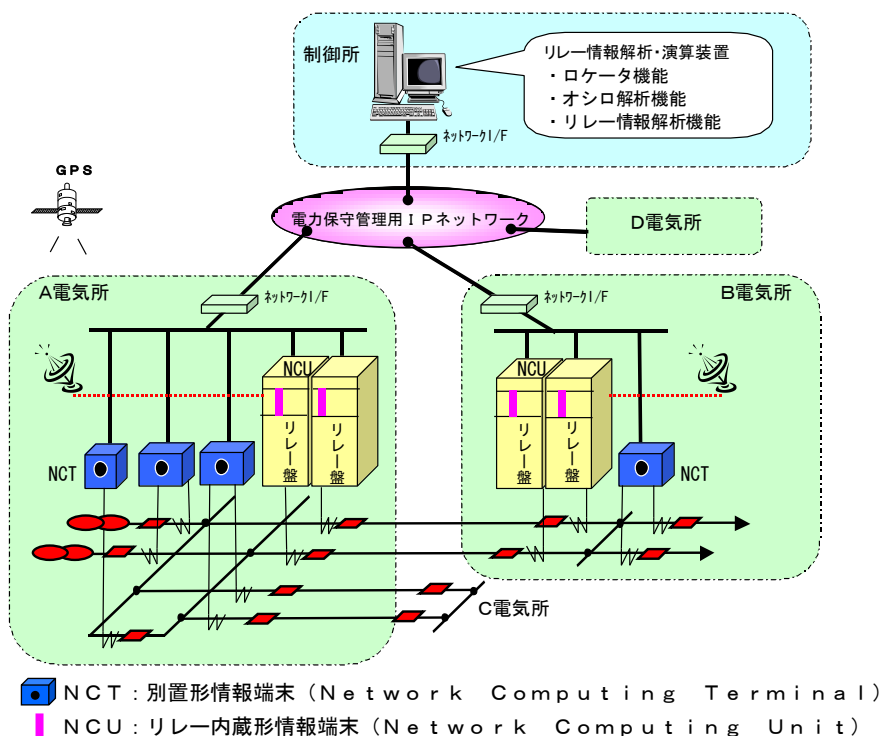 制御所
リレー情報解析・演算装置
・ロケータ機能
・オシロ解析機能
・リレー情報解析機能
ﾈｯﾄﾜｰｸI/F
GPS
電力保守管理用ＩＰネットワーク
D電気所
A電気所
ﾈｯﾄﾜｰｸI/F
ﾈｯﾄﾜｰｸI/F
B電気所
NCU
NCU
リレー盤
リレー盤
リレー盤
リレー盤
NCT
NCT
C電気所
ＮＣＴ：別置形情報端末（Ｎｅｔｗｏｒｋ　Ｃｏｍｐｕｔｉｎｇ　Ｔｅｒｍｉｎａｌ）
ＮＣＵ：リレー内蔵形情報端末（Ｎｅｔｗｏｒｋ　Ｃｏｍｐｕｔｉｎｇ　Ｕｎｉｔ）